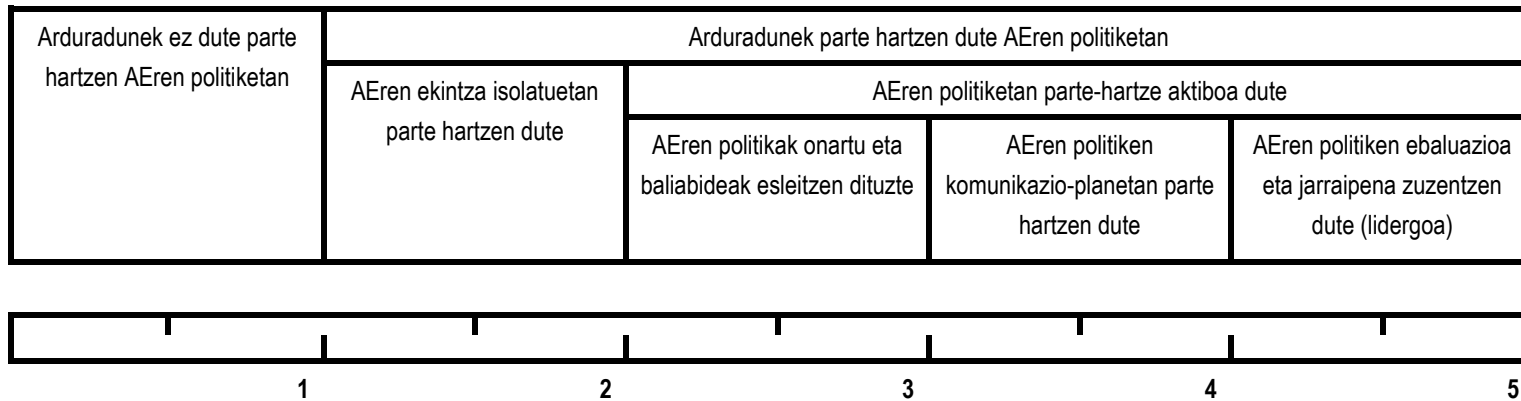 Arduradunek ez dute parte
hartzen AEren politiketan
Arduradunek parte hartzen dute AEren politiketan
AEren ekintza isolatuetan
parte hartzen dute
AEren politiketan parte-hartze aktiboa dute
AEren politikak onartu eta
baliabideak esleitzen dituzte
AEren politiken
komunikazio-planetan parte
hartzen dute
AEren politiken ebaluazioa
eta jarraipena zuzentzen
dute (lidergoa)
1 2 3 4 5